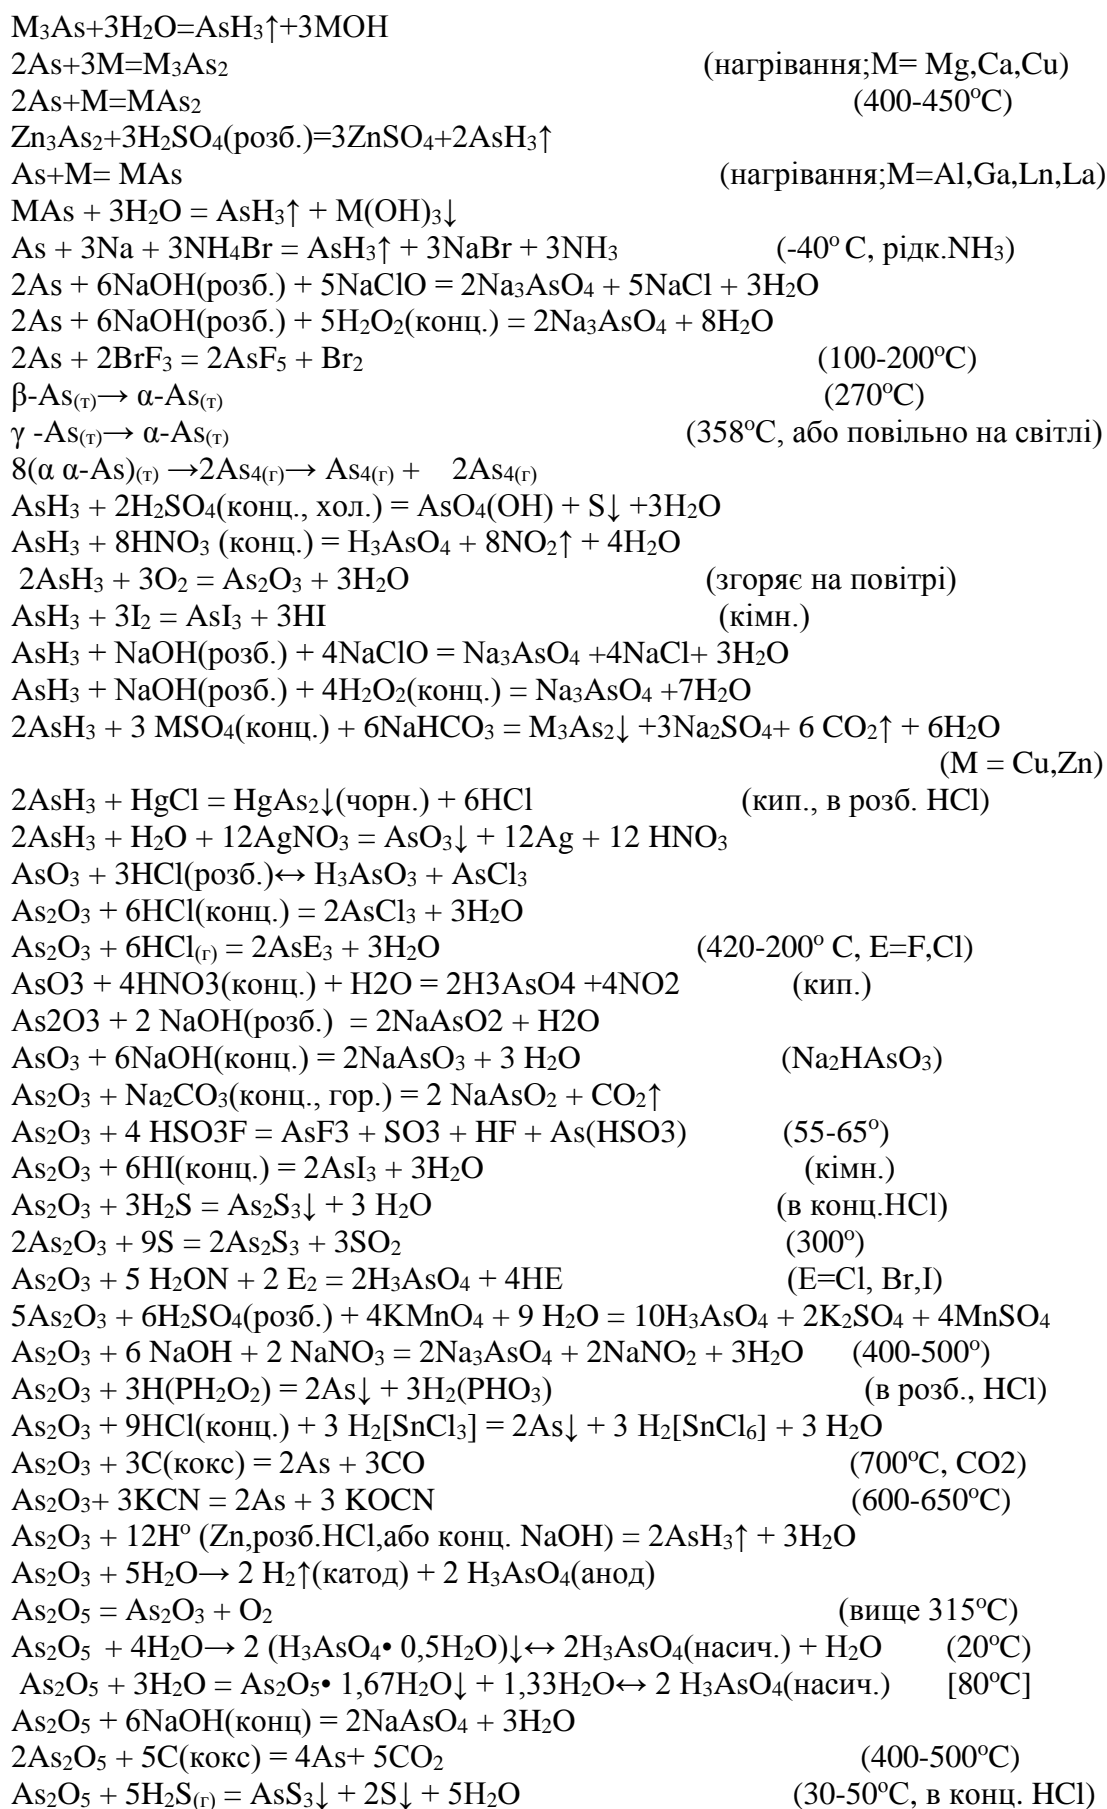 M₃As+3H₂O=AsH₃↑+3MOH
2As+3M=M₃As₂ (нагрівання;M= Mg,Ca,Cu)
2As+M=MAs₂ (400-450ºC)
Zn₃As₂+3H₂SO₄(розб.)=3ZnSO₄+2AsH₃↑
As+M= MAs (нагрівання;M=Al,Ga,Ln,La)
MAs + 3H₂O = AsH₃↑ + M(OH)₃↓
As + 3Na + 3NH₄Br = AsH₃↑ + 3NaBr + 3NH₃ (-40º C, рідк.NH₃)
2As + 6NaOH(розб.) + 5NaClO = 2Na₃AsO₄ + 5NaCl + 3H₂O
2As + 6NaOH(розб.) + 5H₂O₂(конц.) = 2Na₃AsO₄ + 8H₂O
2As + 2BrF₃ = 2AsF₅ + Br₂ (100-200ºC)
β-As₍т₎→ α-As₍т₎ (270ºC)
γ -As₍т₎→ α-As₍т₎ (358ºC, або повільно на світлі)
8(α α-As)₍т₎ →2As₄₍г₎→ As₄₍г₎ + 2As₄₍г₎
AsH₃ + 2H₂SO₄(конц., хол.) = AsO₄(OH) + S↓ +3H₂O
AsH₃ + 8HNO₃ (конц.) = H₃AsO₄ + 8NO₂↑ + 4H₂O
2AsH₃ + 3O₂ = As₂O₃ + 3H₂O (згоряє на повітрі)
AsH₃ + 3I₂ = AsI₃ + 3HI (кімн.)
AsH₃ + NaOH(розб.) + 4NaClO = Na₃AsO₄ +4NaCl+ 3H₂O
AsH₃ + NaOH(розб.) + 4H₂O₂(конц.) = Na₃AsO₄ +7H₂O
2AsH₃ + 3 MSO₄(конц.) + 6NaHCO₃ = M₃As₂↓ +3Na₂SO₄+ 6 CO₂↑ + 6H₂O
(M = Cu,Zn)
2AsH₃ + HgCl = HgAs₂↓(чорн.) + 6HCl (кип., в розб. HCl)
2AsH₃ + H₂O + 12AgNO₃ = AsO₃↓ + 12Ag + 12 HNO₃
AsO₃ + 3HCl(розб.)↔ H₃AsO₃ + AsCl₃
As₂O₃ + 6HCl(конц.) = 2AsCl₃ + 3H₂O
As₂O₃ + 6HCl₍г₎ = 2AsE₃ + 3H₂O (420-200º C, E=F,Cl)
AsO3 + 4HNO3(конц.) + H2O = 2H3AsO4 +4NO2 (кип.)
As2O3 + 2 NaOH(розб.) = 2NaAsO2 + H2O
AsO₃ + 6NaOH(конц.) = 2NaAsO₃ + 3 H₂O (Na₂HAsO₃)
As₂O₃ + Na₂CO₃(конц., гор.) = 2 NaAsO₂ + CO₂↑
As₂O₃ + 4 HSO3F = AsF3 + SO3 + HF + As(HSO3) (55-65º)
As₂O₃ + 6HI(конц.) = 2AsI₃ + 3H₂O (кімн.)
As₂O₃ + 3H₂S = As₂S₃↓ + 3 H₂O (в конц.HCl)
2As₂O₃ + 9S = 2As₂S₃ + 3SO₂ (300º)
As₂O₃ + 5 H₂ON + 2 E₂ = 2H₃AsO₄ + 4HE (E=Cl, Br,I)
5As₂O₃ + 6H₂SO₄(розб.) + 4KMnO₄ + 9 H₂O = 10H₃AsO₄ + 2K₂SO₄ + 4MnSO₄
As₂O₃ + 6 NaOH + 2 NaNO₃ = 2Na₃AsO₄ + 2NaNO₂ + 3H₂O (400-500º)
As₂O₃ + 3H(PH₂O₂) = 2As↓ + 3H₂(PHO₃) (в розб., HCl)
As₂O₃ + 9HCl(конц.) + 3 H₂[SnCl₃] = 2As↓ + 3 H₂[SnCl₆] + 3 H₂O
As₂O₃ + 3C(кокс) = 2As + 3CO (700ºC, CO2)
As₂O₃+ 3KCN = 2As + 3 KOCN (600-650ºC)
As₂O₃ + 12Hº (Zn,розб.HCl,або конц. NaOH) = 2AsH₃↑ + 3H₂O
As₂O₃ + 5H₂O→ 2 H₂↑(катод) + 2 H₃AsO₄(анод)
As₂O₅ = As₂O₃ + O₂ (вище 315ºC)
As₂O₅ + 4H₂O→ 2 (H₃AsO₄• 0,5H₂O)↓↔ 2H₃AsO₄(насич.) + H₂O (20ºC)
As₂O₅ + 3H₂O = As₂O₅• 1,67H₂O↓ + 1,33H₂O↔ 2 H₃AsO₄(насич.) [80ºC]
As₂O₅ + 6NaOH(конц) = 2NaAsO₄ + 3H₂O
2As₂O₅ + 5C(кокс) = 4As+ 5CO₂ (400-500ºC)
As₂O₅ + 5H₂S₍г₎ = AsS₃↓ + 2S↓ + 5H₂O (30-50ºC, в конц. HCl)